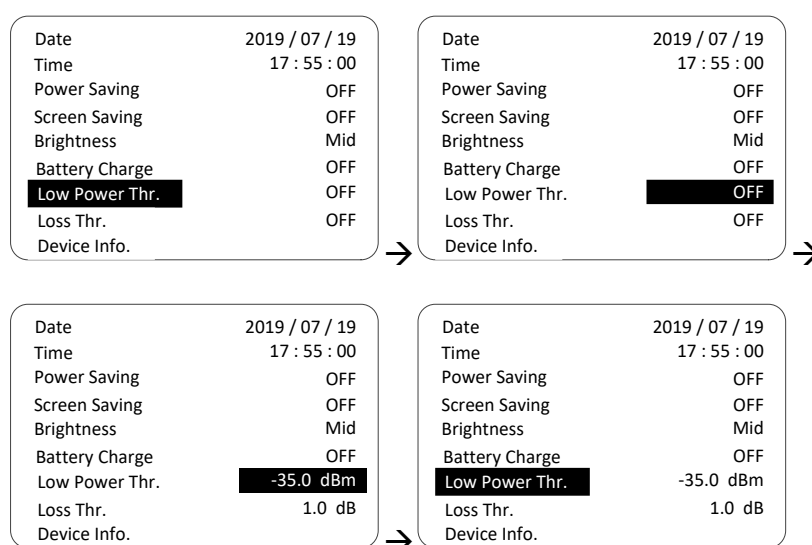 Date 2019 / 07 / 19
Time 17 : 55 : 00
Power Saving OFF
Screen Saving OFF
Brightness Mid
Battery Charge OFF
Low Power Thr. OFF
Loss Thr. OFF
Device Info.
→
Date 2019 / 07 / 19
Time 17 : 55 : 00
Power Saving OFF
Screen Saving OFF
Brightness Mid
Battery Charge OFF
Low Power Thr. OFF
Loss Thr. OFF
Device Info.
→
Date 2019 / 07 / 19
Time 17 : 55 : 00
Power Saving OFF
Screen Saving OFF
Brightness Mid
Battery Charge OFF
Low Power Thr. -35.0 dBm
Loss Thr. 1.0 dB
Device Info.
→
Date 2019 / 07 / 19
Time 17 : 55 : 00
Power Saving OFF
Screen Saving OFF
Brightness Mid
Battery Charge OFF
Low Power Thr. -35.0 dBm
Loss Thr. 1.0 dB
Device Info.